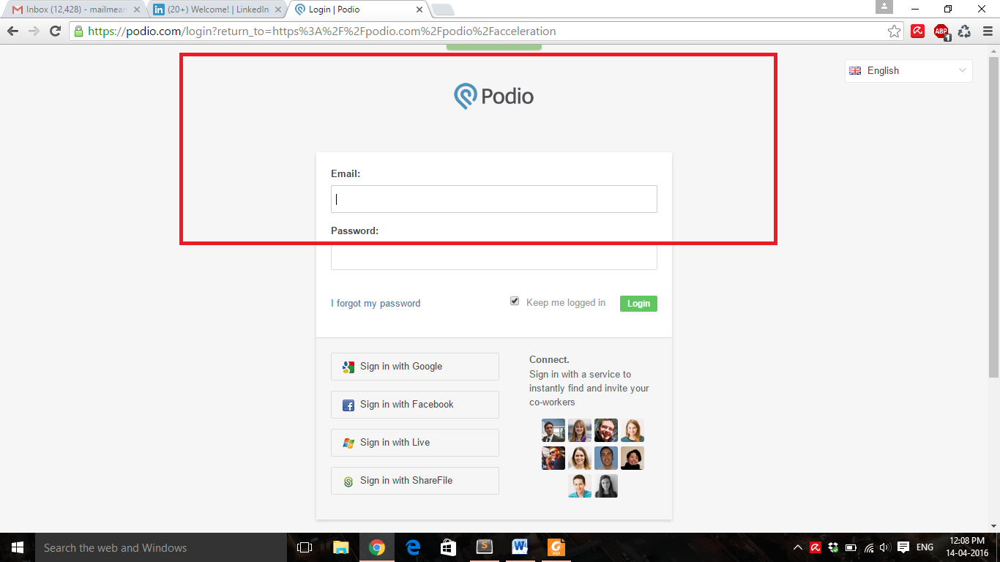 Inbox (12,428) - mailmean
(20+) Welcome! | LinkedIn
Login | Podio
https://podio.com/login?return_to=https%3A%2F%2Fpodio.com%2Fpodio%2Facceleration
ABP
1
English
Podio
Email:
Password:
I forgot my password
Keep me logged in
Login
Sign in with Google
Sign in with Facebook
Sign in with Live
Sign in with ShareFile
Connect.
Sign in with a service to
instantly find and invite your
co-workers
Search the web and Windows
PDF
ENG
12:08 PM
14-04-2016